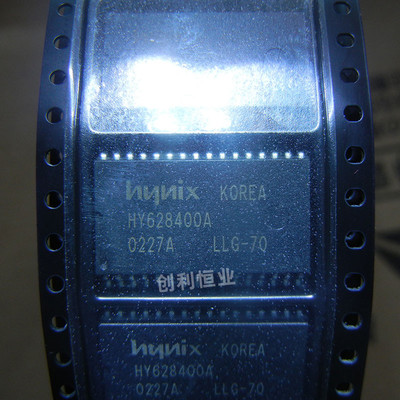 hynix KOREA
HY628400A
0227A LLG-70
创利恒业
hynix KOREA
HY628400A
0227A LLG-70